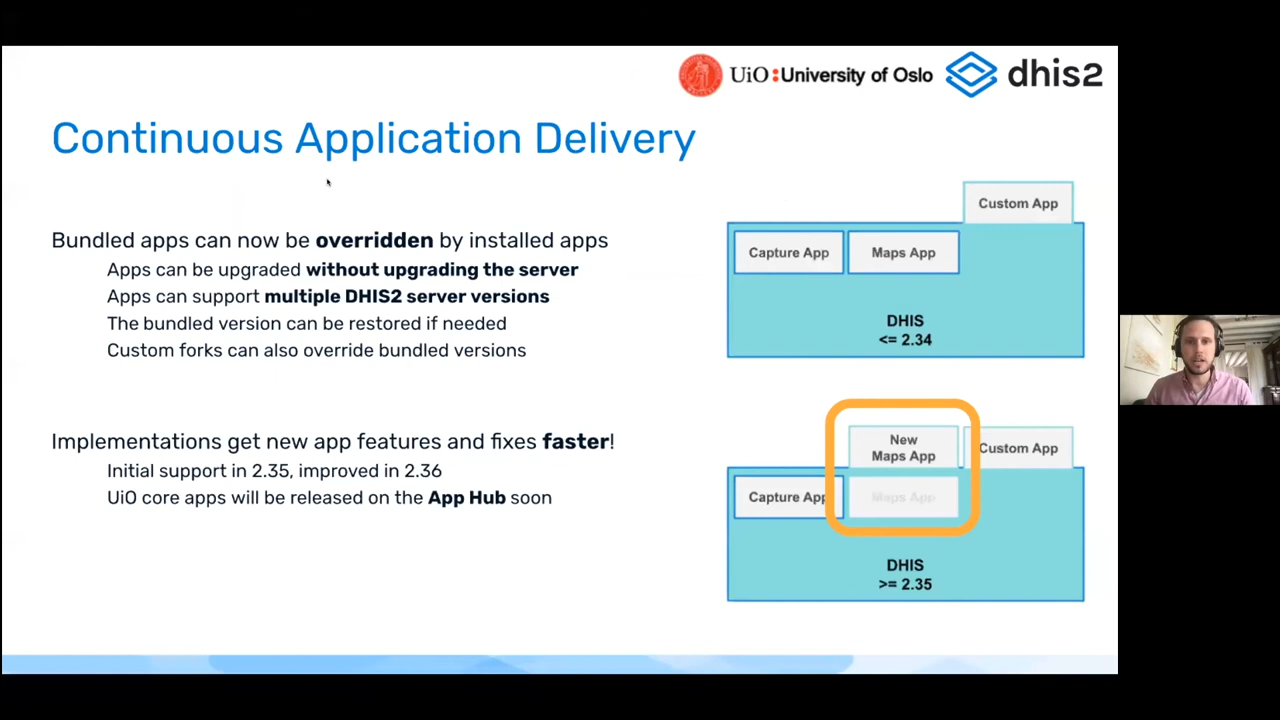 UiO : University of Oslo
dhis2
Continuous Application Delivery
Bundled apps can now be overridden by installed apps
Apps can be upgraded without upgrading the server
Apps can support multiple DHIS2 server versions
The bundled version can be restored if needed
Custom forks can also override bundled versions
Implementations get new app features and fixes faster!
Initial support in 2.35, improved in 2.36
UiO core apps will be released on the App Hub soon
Custom App
Capture App
Maps App
DHIS
<= 2.34
New
Maps App
Custom App
Capture App
Maps App
DHIS
>= 2.35